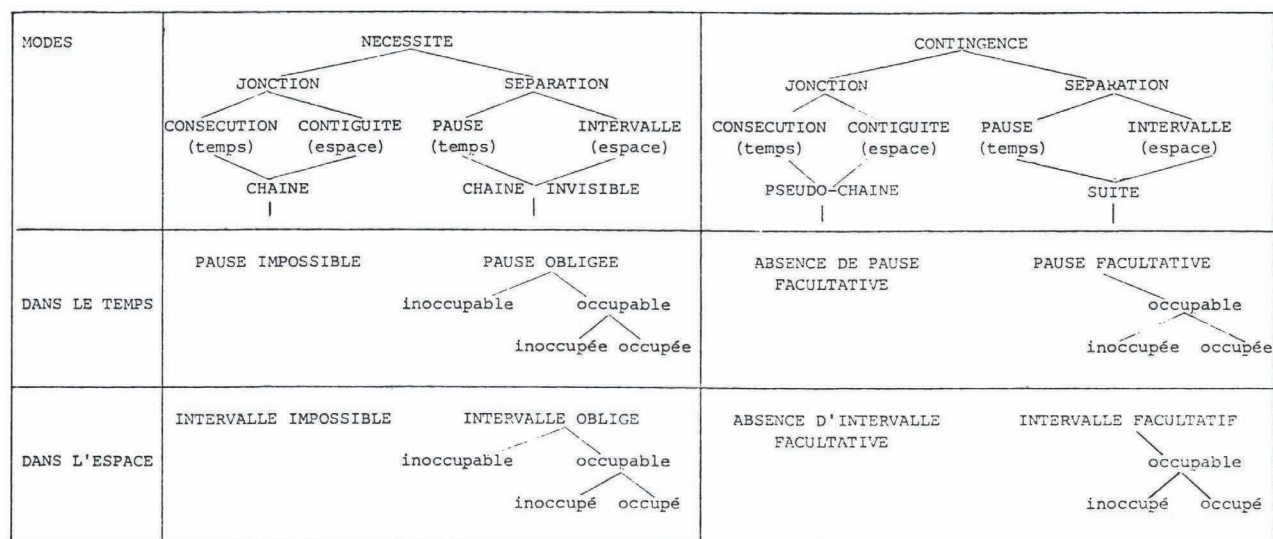 MODES NECESSITE CONTINGENCE
JONCTION SEPARATION JONCTION SEPARATION
CONSECUTION CONTIGUITE PAUSE INTERVALLE CONSECUTION CONTIGUITE PAUSE INTERVALLE
(temps) (espace) (temps) (espace) (temps) (espace) (temps) (espace)
CHAINE CHAINE INVISIBLE PSEUDO-CHAINE SUITE
PAUSE IMPOSSIBLE PAUSE OBLIGEE ABSENCE DE PAUSE PAUSE FACULTATIVE
FACULTATIVE
DANS LE TEMPS inoccupable occupable occupable
inoccupée occupée inoccupée occupée
INTERVALLE IMPOSSIBLE INTERVALLE OBLIGE ABSENCE D'INTERVALLE INTERVALLE FACULTATIF
FACULTATIVE
DANS L'ESPACE inoccupable occupable occupable
inoccupé occupé inoccupé occupé